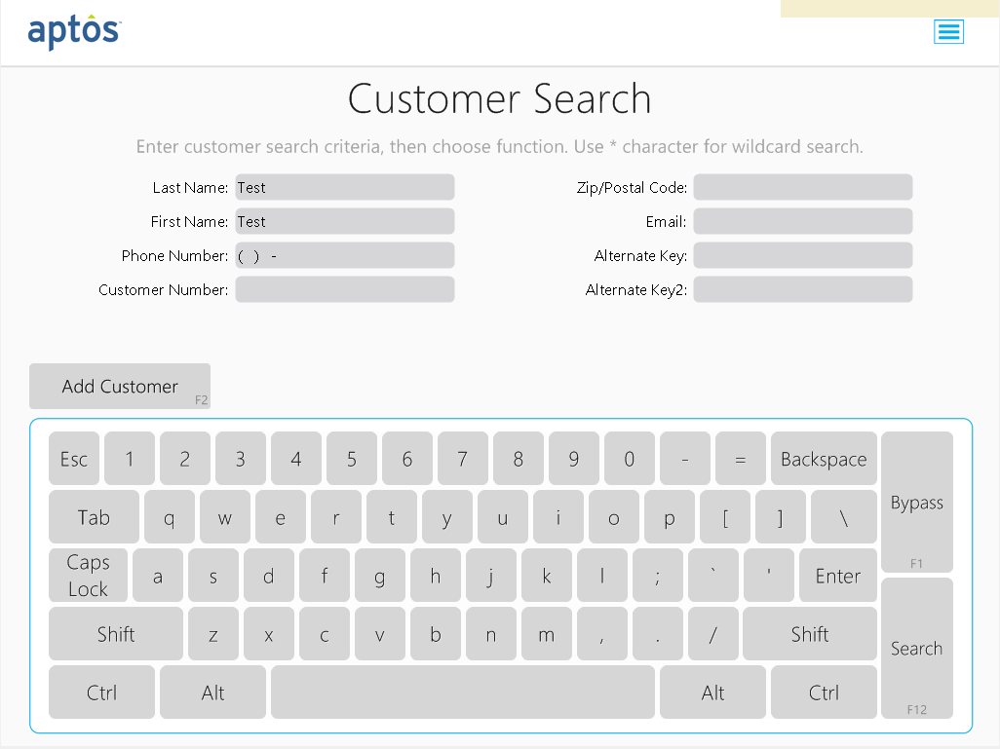 aptos
Customer Search
Enter customer search criteria, then choose function. Use * character for wildcard search.
Last Name: Test
Zip/Postal Code:
First Name: Test
Email:
Phone Number: ( ) -
Alternate Key:
Customer Number:
Alternate Key2:
Add Customer F2
Esc 1 2 3 4 5 6 7 8 9 0 - = Backspace
Bypass F1
Tab q w e r t y u i o p [ ] \
Caps Lock a s d f g h j k l ; ` ' Enter
Shift z x c v b n m , . / Shift
Search F12
Ctrl Alt Alt Ctrl